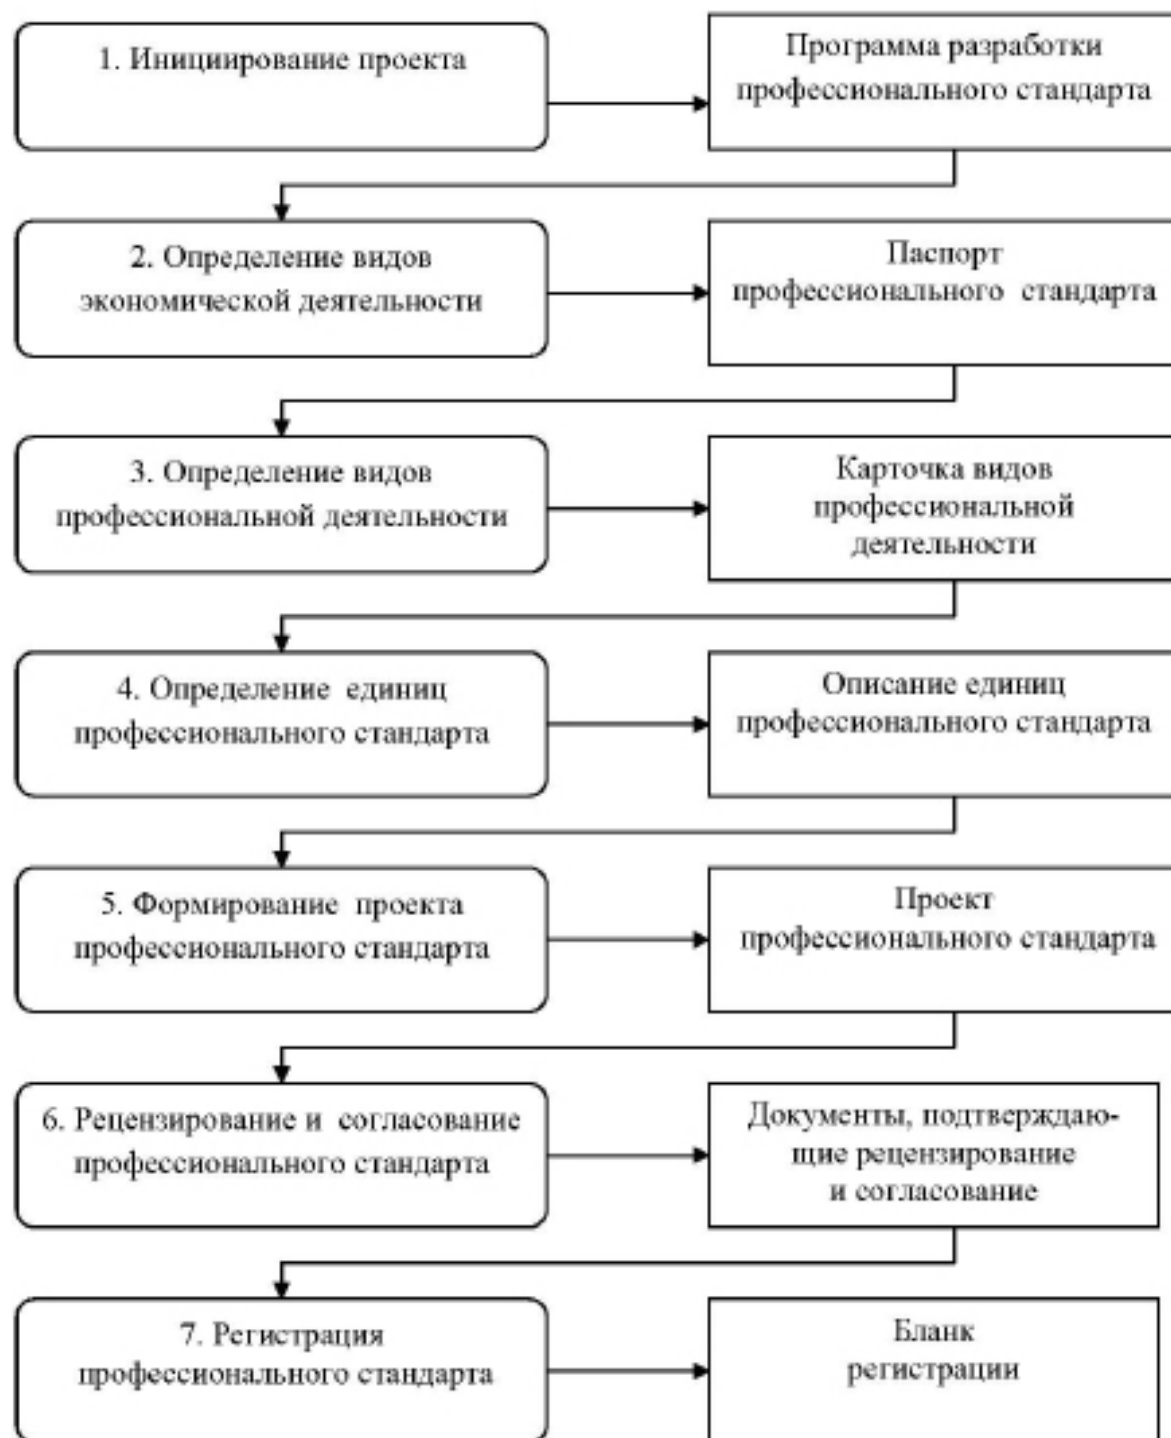 1. Инициирование проекта
Программа разработки
профессионального стандарта
2. Определение видов
экономической деятельности
Паспорт
профессионального стандарта
3. Определение видов
профессиональной деятельности
Карточка видов
профессиональной
деятельности
4. Определение единиц
профессионального стандарта
Описание единиц
профессионального стандарта
5. Формирование проекта
профессионального стандарта
Проект
профессионального стандарта
6. Рецензирование и согласование
профессионального стандарта
Документы, подтверждаю-
щие рецензирование
и согласование
7. Регистрация
профессионального стандарта
Бланк
регистрации